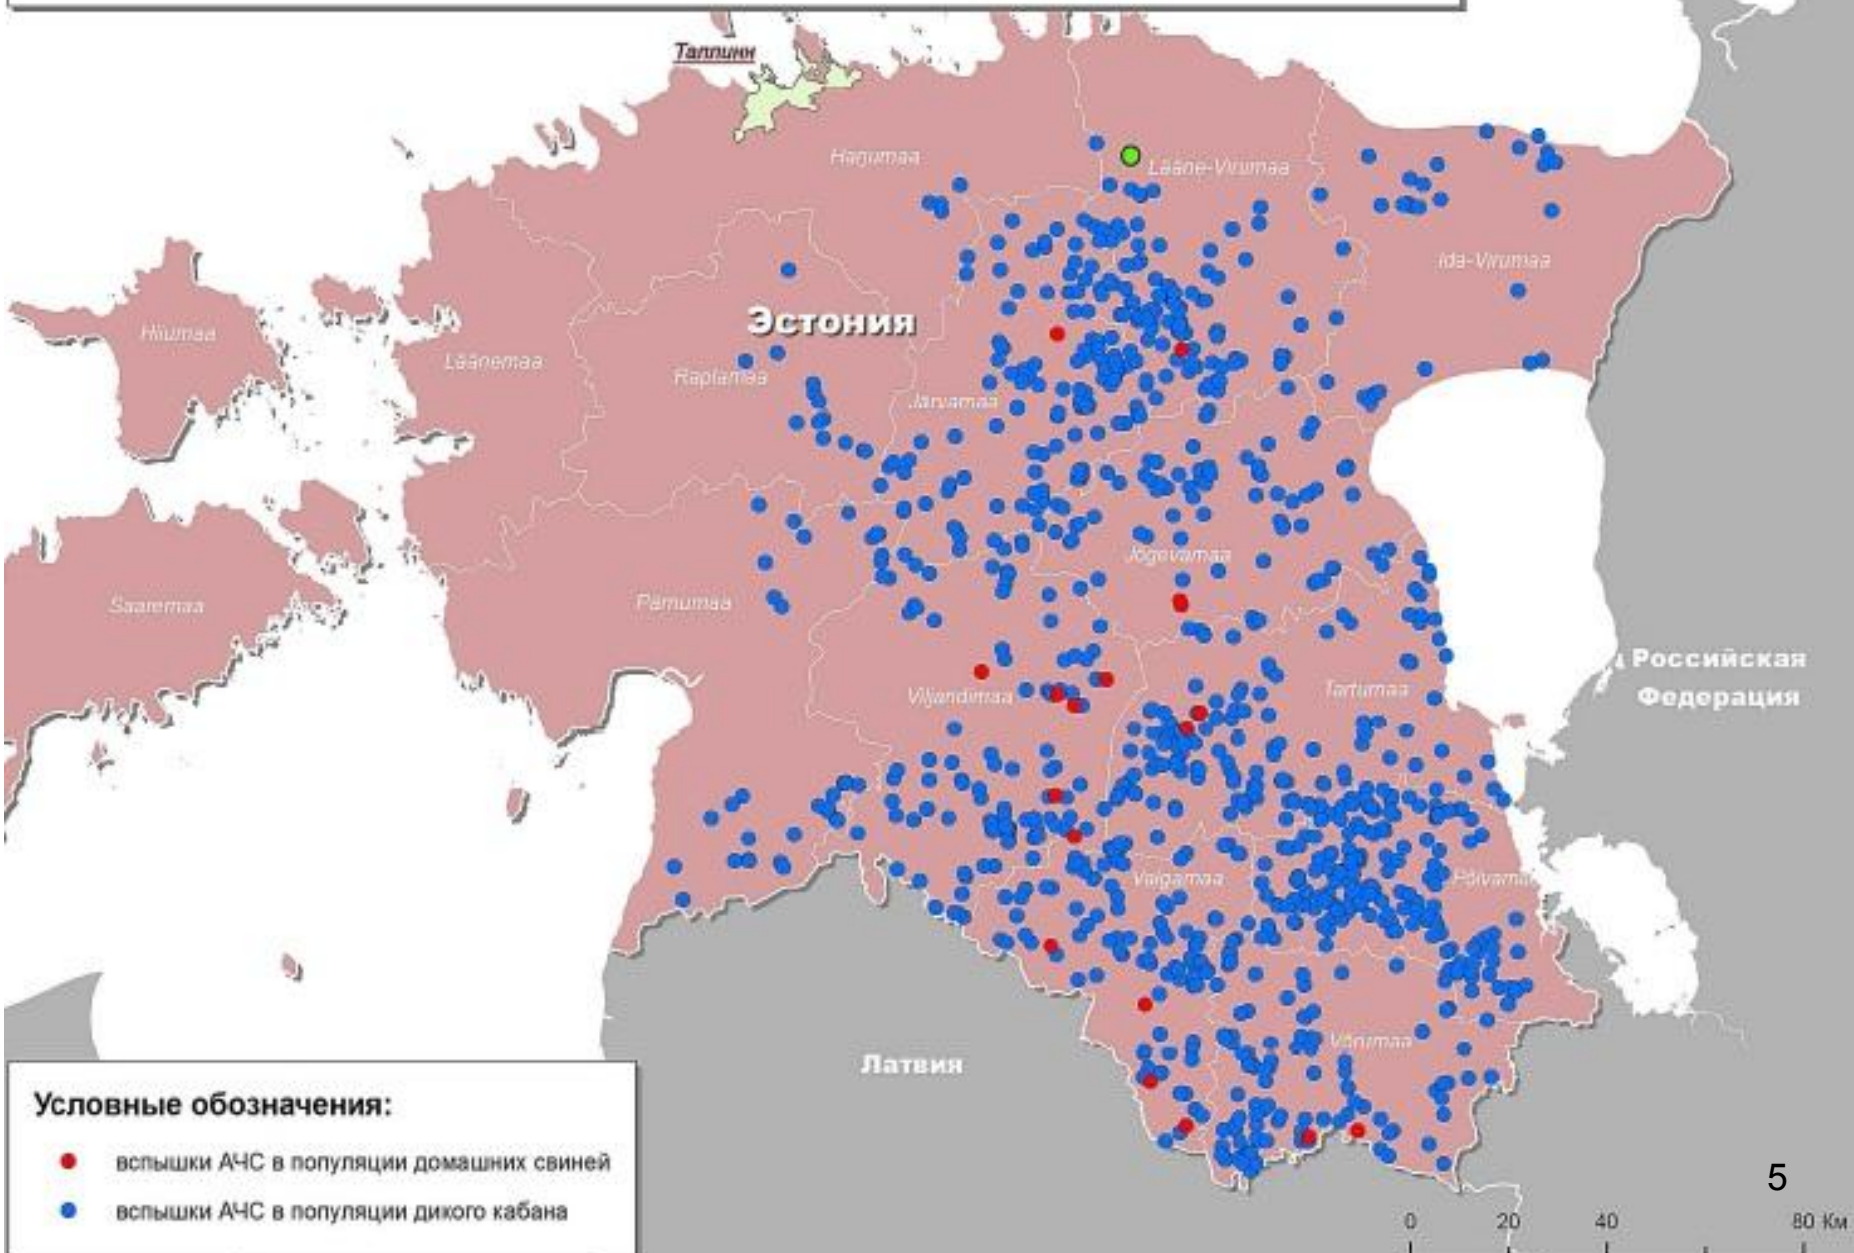 Таллинн
Harjumaa
Lääne-Virumaa
Ida-Virumaa
Эстония
Hiiumaa
Läänemaa
Raplamaa
Järvamaa
Jõgevamaa
Saaremaa
Pärnumaa
Российская
Федерация
Viljandimaa
Tartumaa
Valgamaa
Põlvamaa
Võrumaa
Латвия
Условные обозначения:
вспышки АЧС в популяции домашних свиней
вспышки АЧС в популяции дикого кабана
5
0 20 40 80 Км